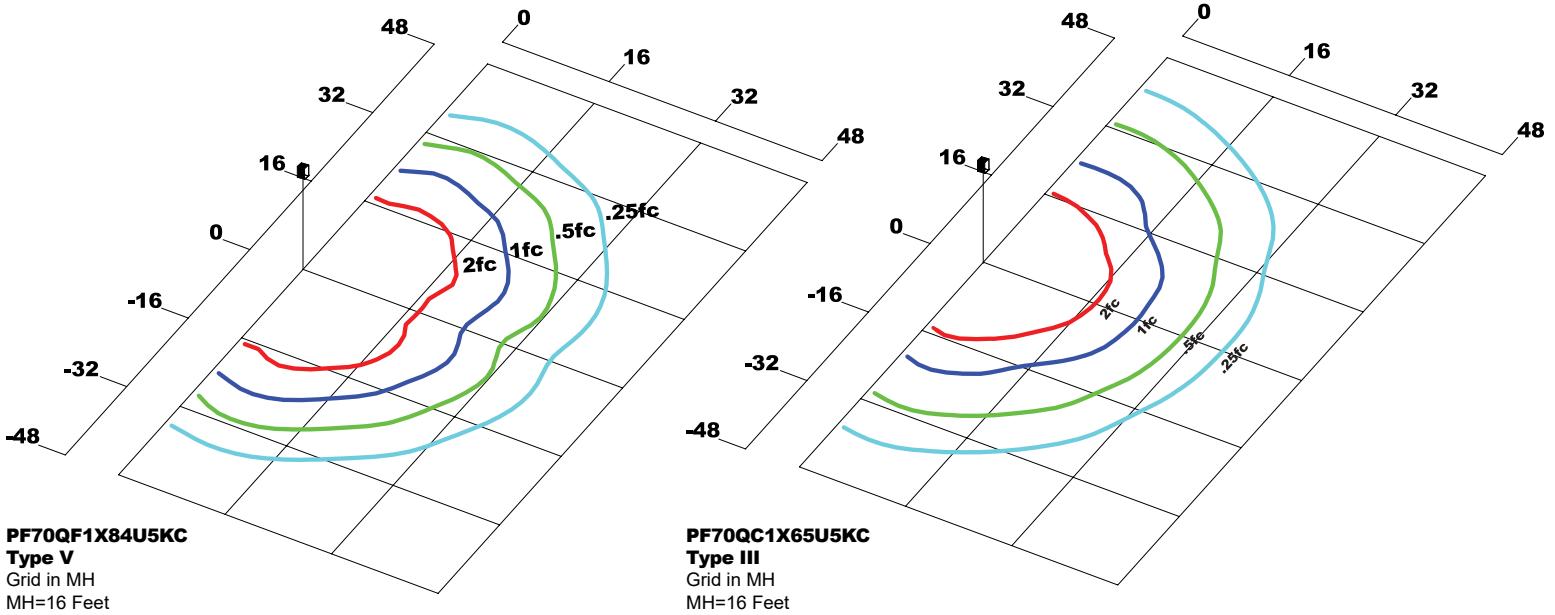 0
16
32
48
48
32
16
0
-16
-32
-48
.25fc
.5fc
1fc
2fc
PF70QF1X84U5KC
Type V
Grid in MH
MH=16 Feet
0
16
32
48
48
32
16
0
-16
-32
-48
2fc
1fc
.5fc
.25fc
PF70QC1X65U5KC
Type III
Grid in MH
MH=16 Feet